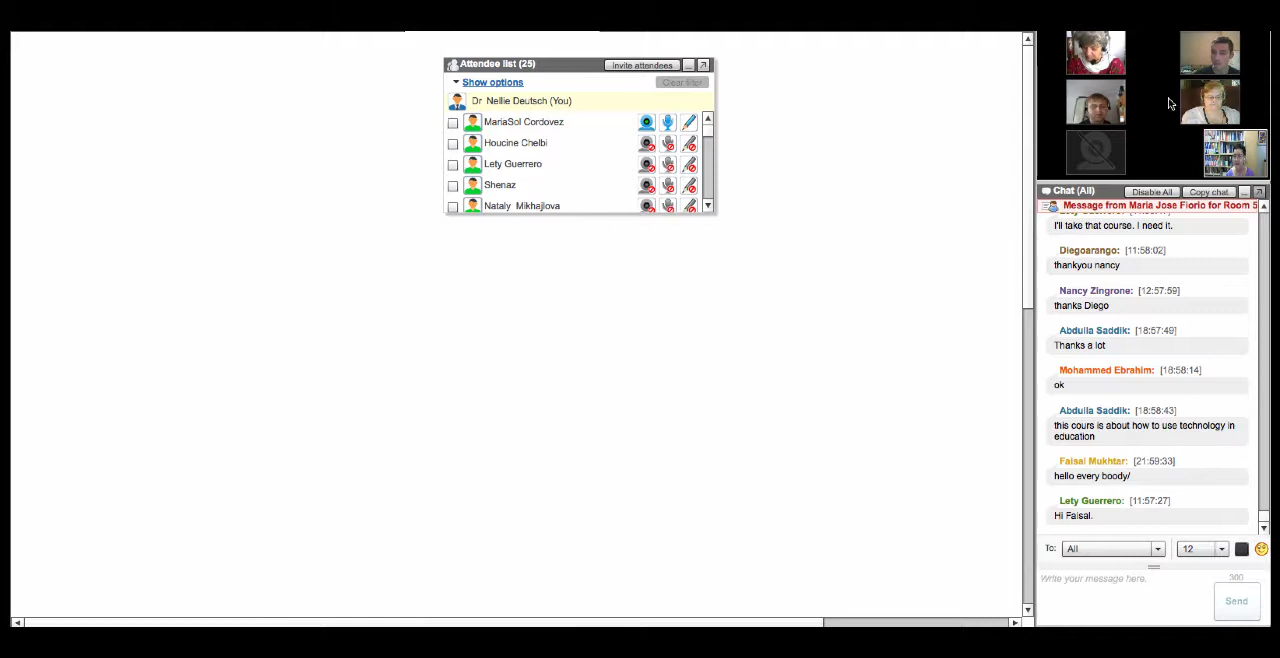 Attendee list (25)
Invite attendees
Show options
Clear filter
Dr Nellie Deutsch (You)
MariaSol Cordovez
Houcine Chelbi
Lety Guerrero
Shenaz
Nataly Mikhajlova
Chat (All)
Disable All
Copy chat
Message from Maria Jose Fiorio for Room 5
I'll take that course. I need it.
Diegoarango: [11:58:02]
thankyou nancy
Nancy Zingrone: [12:57:59]
thanks Diego
Abdulla Saddik: [18:57:49]
Thanks a lot
Mohammed Ebrahim: [18:58:14]
ok
Abdulla Saddik: [18:58:43]
this cours is about how to use technology in
education
Faisal Mukhtar: [21:59:33]
hello every boody/
Lety Guerrero: [11:57:27]
Hi Faisal.
To: All
12
Write your message here.
300
Send